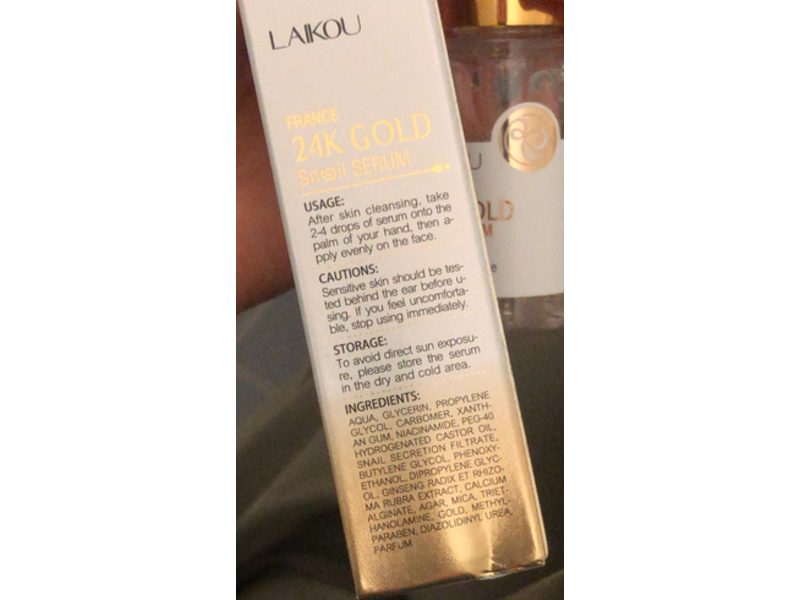 LAIKOU
FRANCE
24K GOLD
Snail SERUM
USAGE:
After skin cleansing, take
2-4 drops of serum onto the
palm of your hand, then a-
pply evenly on the face.
CAUTIONS:
Sensitive skin should be tes-
ted behind the ear before u-
sing. If you feel uncomforta-
ble, stop using immediately.
STORAGE:
To avoid direct sun exposu-
re, please store the serum
in the dry and cold area.
INGREDIENTS:
AQUA, GLYCERIN, PROPYLENE
GLYCOL, CARBOMER, XANTH-
AN GUM, NIACINAMIDE, PEG-40
HYDROGENATED CASTOR OIL,
SNAIL SECRETION FILTRATE,
BUTYLENE GLYCOL, PHENOXY-
ETHANOL, DIPROPYLENE GLYC-
OL, GINSENG RADIX ET RHIZO-
MA RUBRA EXTRACT, CALCIUM
ALGINATE, AGAR, MICA, TRIET-
HANOLAMINE, GOLD, METHYL-
PARABEN, DIAZOLIDINYL UREA,
PARFUM
U
OLD
M
e